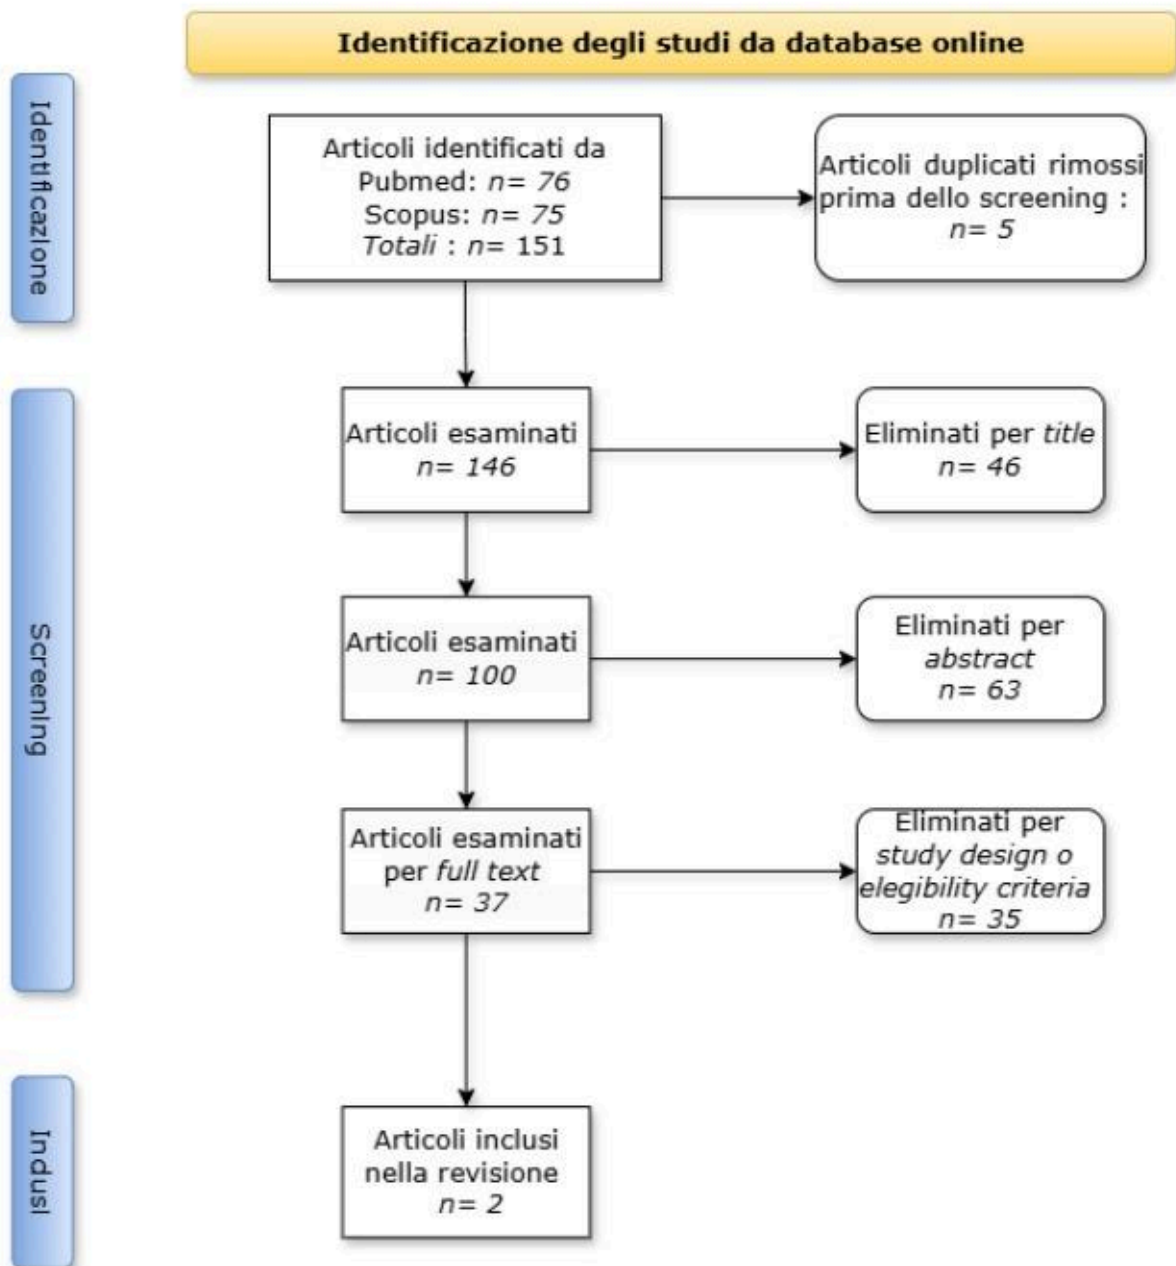 Identificazione degli studi da database online
Identificazione
Articoli identificati da
Pubmed: n= 76
Scopus: n= 75
Totali : n= 151
Articoli duplicati rimossi
prima dello screening :
n= 5
Screening
Articoli esaminati
n= 146
Eliminati per title
n= 46
Articoli esaminati
n= 100
Eliminati per
abstract
n= 63
Articoli esaminati
per full text
n= 37
Eliminati per
study design o
elegibility criteria
n= 35
Inclusi
Articoli inclusi
nella revisione
n= 2